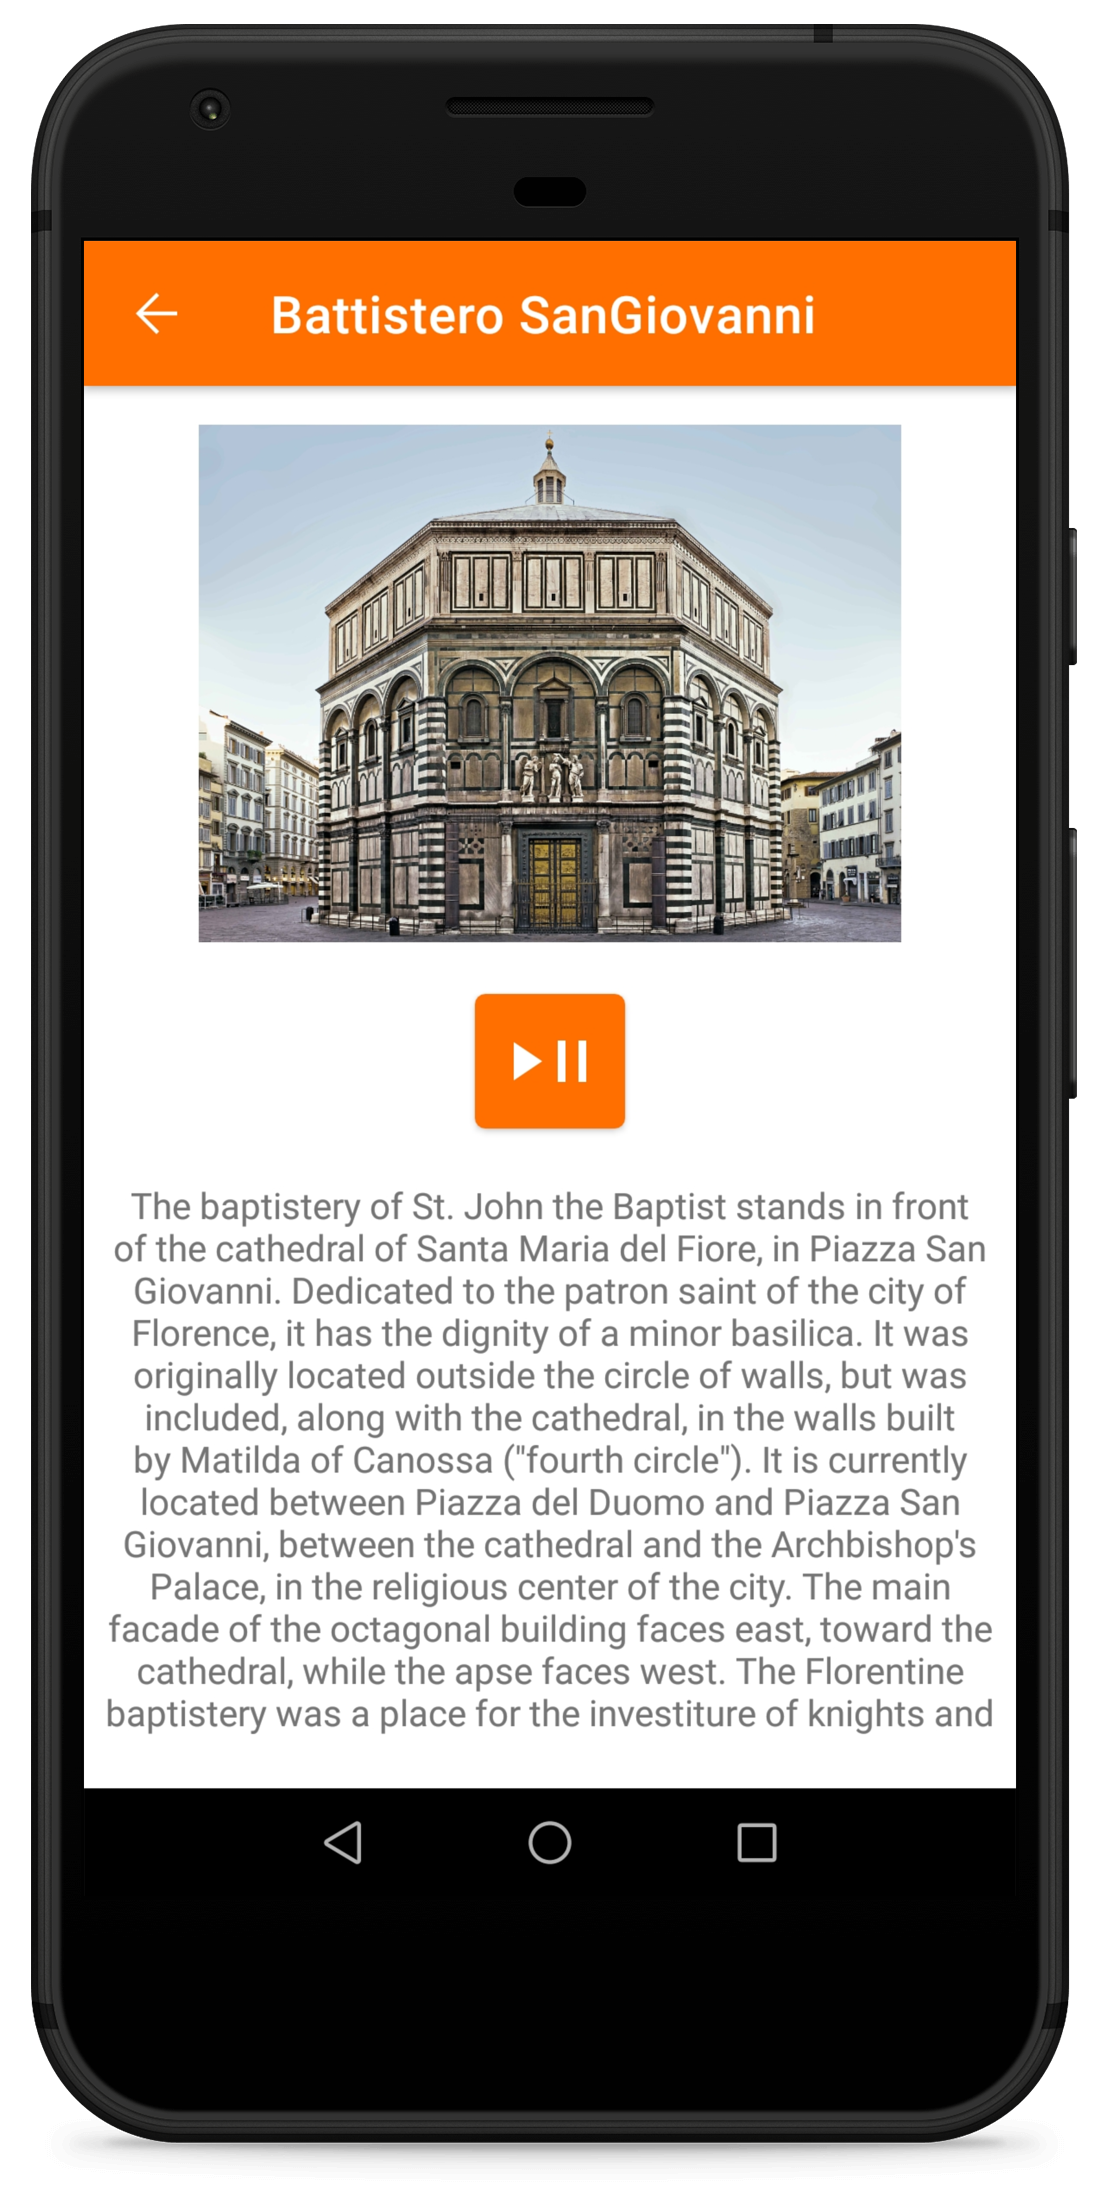 Battistero SanGiovanni
The baptistery of St. John the Baptist stands in front
of the cathedral of Santa Maria del Fiore, in Piazza San
Giovanni. Dedicated to the patron saint of the city of
Florence, it has the dignity of a minor basilica. It was
originally located outside the circle of walls, but was
included, along with the cathedral, in the walls built
by Matilda of Canossa ("fourth circle"). It is currently
located between Piazza del Duomo and Piazza San
Giovanni, between the cathedral and the Archbishop's
Palace, in the religious center of the city. The main
facade of the octagonal building faces east, toward the
cathedral, while the apse faces west. The Florentine
baptistery was a place for the investiture of knights and